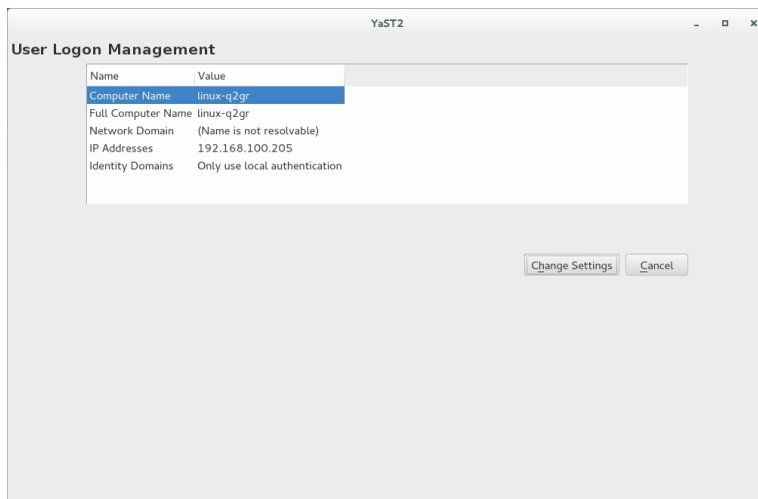 YaST2
User Logon Management
Name Value
Computer Name linux-q2gr
Full Computer Name linux-q2gr
Network Domain (Name is not resolvable)
IP Addresses 192.168.100.205
Identity Domains Only use local authentication
Change Settings Cancel